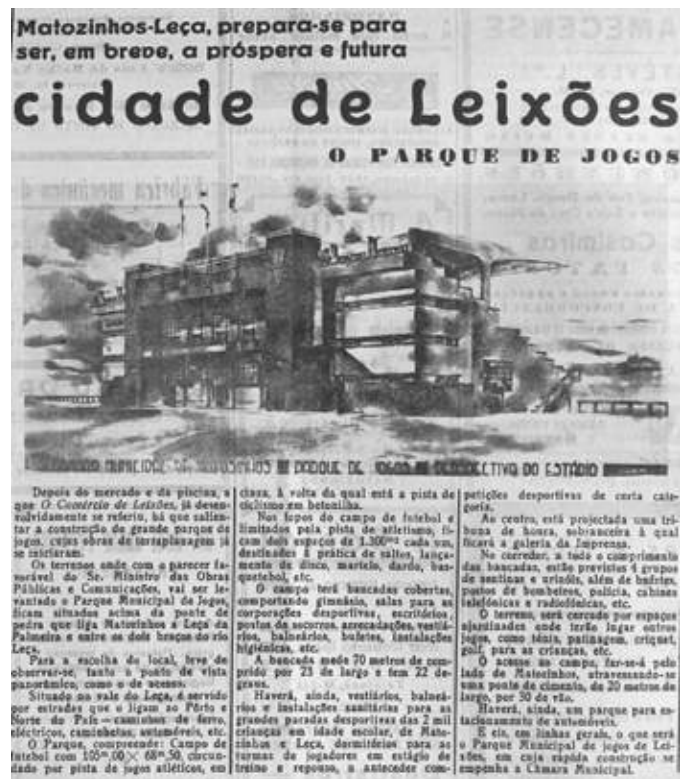 Matozinhos-Leça, prepara-se para
ser, em breve, a próspera e futura
cidade de Leixões
O PARQUE DE JOGOS
MUNICIPAL DE PARQUE DE JOGOS PERSPECTIVO DO ESTÁDIO
Depois do mercado e da piscina, a
que O Comércio de Leixões, já desen-
volvidamente se referiu, há que salien-
tar a construção de grande parque de
jogos, cujas obras de terraplanagem já
se iniciaram.
Os terrenos onde com o parecer fa-
vorável do Sr. Ministro das Obras
Públicas e Comunicações, vai ser le-
vantado o Parque Municipal de Jogos,
ficam situados acima da ponte de
pedra que liga Matozinhos e Leça da
Palmeira e entre os dois braços do rio
Leça.
Para a escolha do local, teve de
observar-se, tanto o ponto de vista
panorâmico, como o de acesso.
Situado no vale do Leça, é servido
por estradas que o ligam ao Pôrto e
Norte do País — caminhos de ferro,
eléctricos, caminhetas, automóveis, etc.
O Parque, compreende: Campo de
futebol com 105m,00 × 68m,50, circun-
dado por pista de jogos atléticos, em
cinza, à volta da qual está a pista de
ciclismo em betonilha.
Nos topos do campo de futebol e
limitados pela pista de atletismo, fi-
cam dois espaços de 1.300m2 cada um,
destinados à prática de saltos, lança-
mento de disco, martelo, dardo, bas-
quetebol, etc.
O campo terá bancadas cobertas,
comportando gimnásio, salas para as
corporações desportivas, escritórios,
postos de socorros, arrecadações, vestiá-
rios, balneários, bufetes, instalações
higiénicas, etc.
A bancada mede 70 metros de com-
prido por 23 de largo e tem 22 de-
graus.
Haverá, ainda, vestiários, balneá-
rios e instalações sanitárias para as
grandes paradas desportivas das 2 mil
crianças em idade escolar, de Mato-
zinhos e Leça, dormitórios para as
turmas de jogadores em estágio de
treino e repouso, a anteceder com-
petições desportivas de certa cate-
goria.
Ao centro, está projectada uma tri-
buna de honra, sobranceira à qual
ficará a galeria da Imprensa.
No corredor, a todo o comprimento
das bancadas, estão previstos 4 grupos
de sentinas e urinóis, além de bufetes,
postos de bombeiros, polícia, cabines
telefónicas e radiofónicas, etc.
O terreno, será cercado por espaços
ajardinados onde terão logar outros
jogos, como ténis, patinagem, criquet,
golf, para as crianças, etc.
O acesso ao campo, far-se-á pelo
lado de Matozinhos, atravessando-se
uma ponte de cimento, de 20 metros de
largo, por 30 de vão.
Haverá, ainda, um parque para es-
tacionamento de automóveis.
E eis, em linhas gerais, o que será
o Parque Municipal de jogos de Lei-
xões, em cuja rápida construção se
empenha a Câmara Municipal.